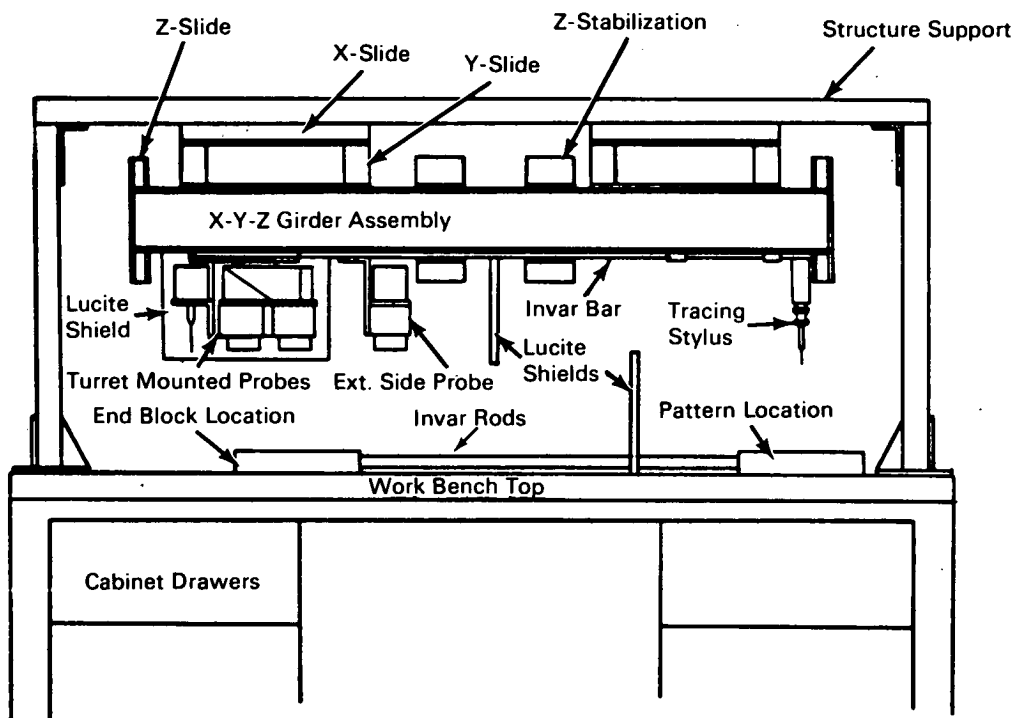 Z-Slide
Z-Stabilization
Structure Support
X-Slide
Y-Slide
X-Y-Z Girder Assembly
Lucite
Shield
Invar Bar
Tracing
Stylus
Turret Mounted Probes
Ext. Side Probe
Lucite
Shields
End Block Location
Invar Rods
Pattern Location
Work Bench Top
Cabinet Drawers